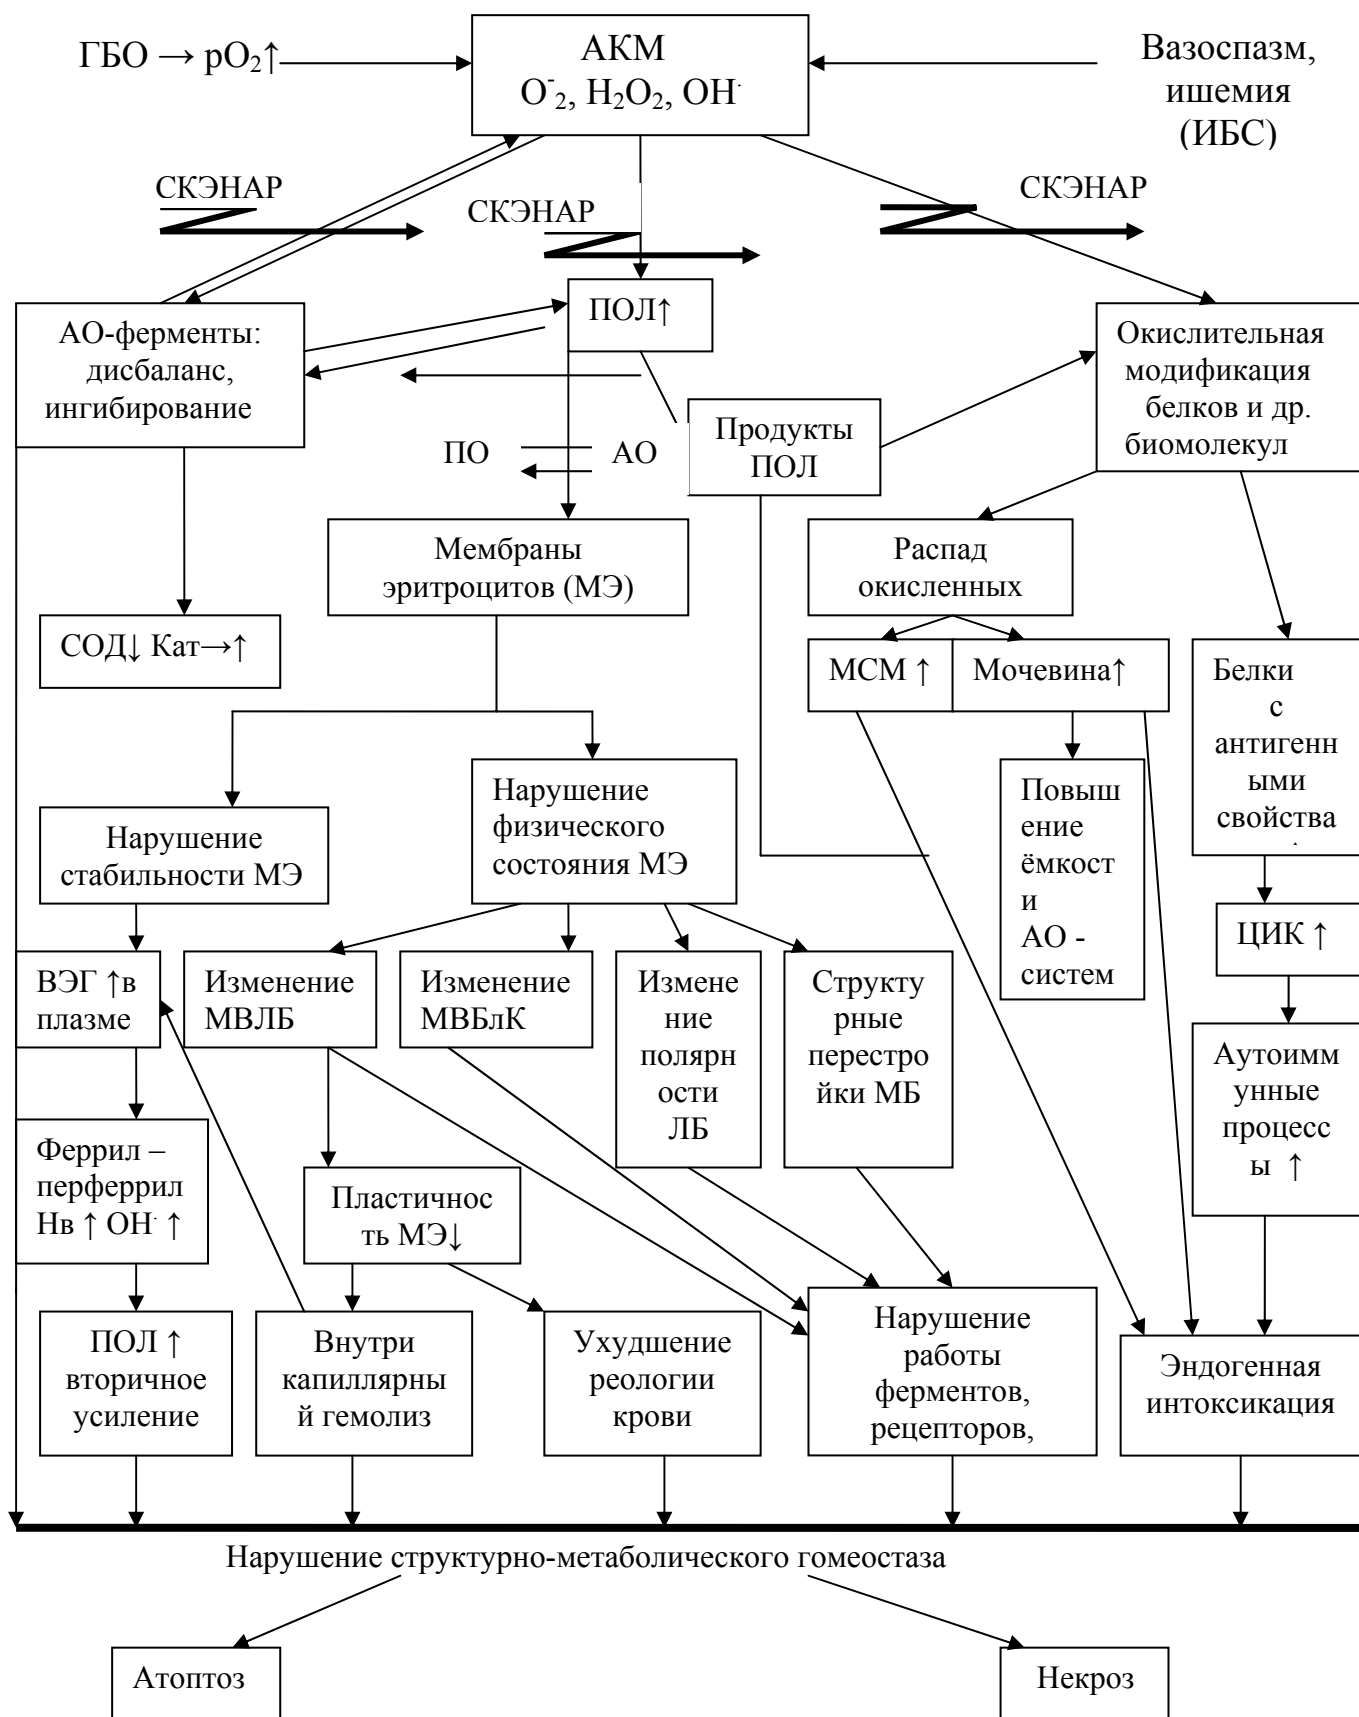 ГБО → pO₂↑
АКМ
O⁻₂, H₂O₂, OH·
Вазоспазм,
ишемия
(ИБС)
СКЭНАР
СКЭНАР
СКЭНАР
АО-ферменты:
дисбаланс,
ингибирование
ПОЛ↑
Окислительная
модификация
белков и др.
биомолекул
Продукты
ПОЛ
ПО
АО
Мембраны
эритроцитов (МЭ)
Распад
окисленных
СОД↓ Кат→↑
МСМ ↑
Мочевина↑
Белки
с
антигенн
ыми
свойства
Нарушение
стабильности МЭ
Нарушение
физического
состояния МЭ
Повыш
ение
ёмкост
и
АО -
систем
ЦИК ↑
ВЭГ ↑в
плазме
Изменение
МВЛБ
Изменение
МВБлК
Измене
ние
полярн
ости
ЛБ
Структу
рные
перестро
йки МБ
Аутоимм
унные
процесс
ы ↑
Феррил –
перферрил
Нв ↑ ОН· ↑
Пластичнос
ть МЭ↓
ПОЛ ↑
вторичное
усиление
Внутри
капиллярны
й гемолиз
Ухудшение
реологии
крови
Нарушение
работы
ферментов,
рецепторов,
Эндогенная
интоксикация
Нарушение структурно-метаболического гомеостаза
Атоптоз
Некроз